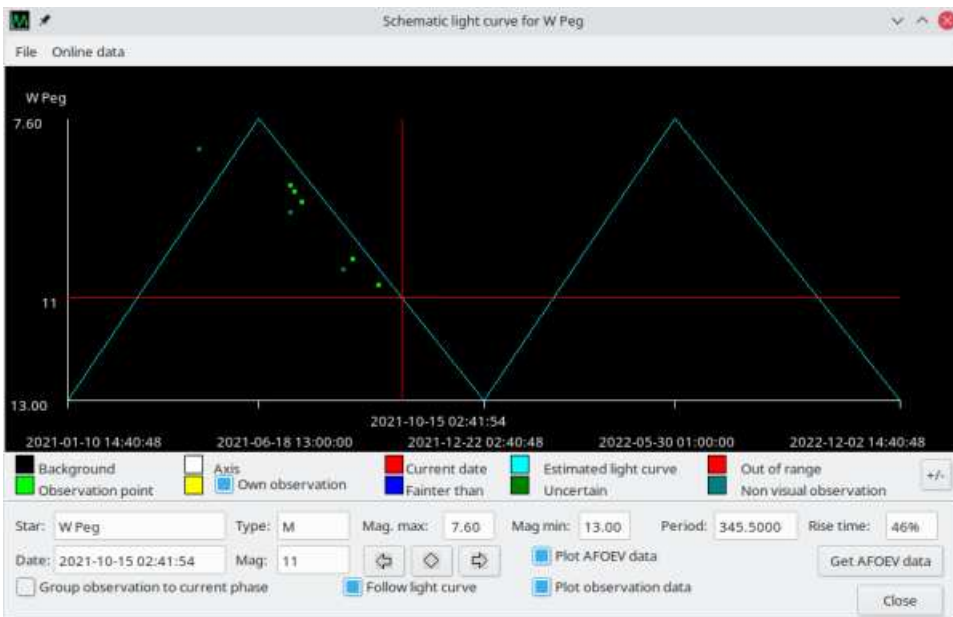 Schematic light curve for W Peg
File Online data
W Peg
7.60
11
13.00
2021-10-15 02:41:54
2021-01-10 14:40:48 2021-06-18 13:00:00 2021-12-22 02:40:48 2022-05-30 01:00:00 2022-12-02 14:40:48
Background Axis Current date Estimated light curve Out of range +/-
Observation point Own observation Fainter than Uncertain Non visual observation
Star: W Peg Type: M Mag. max: 7.60 Mag min: 13.00 Period: 345.5000 Rise time: 46%
Date: 2021-10-15 02:41:54 Mag: 11 Plot AFOEV data Get AFOEV data
Group observation to current phase Follow light curve Plot observation data
Close